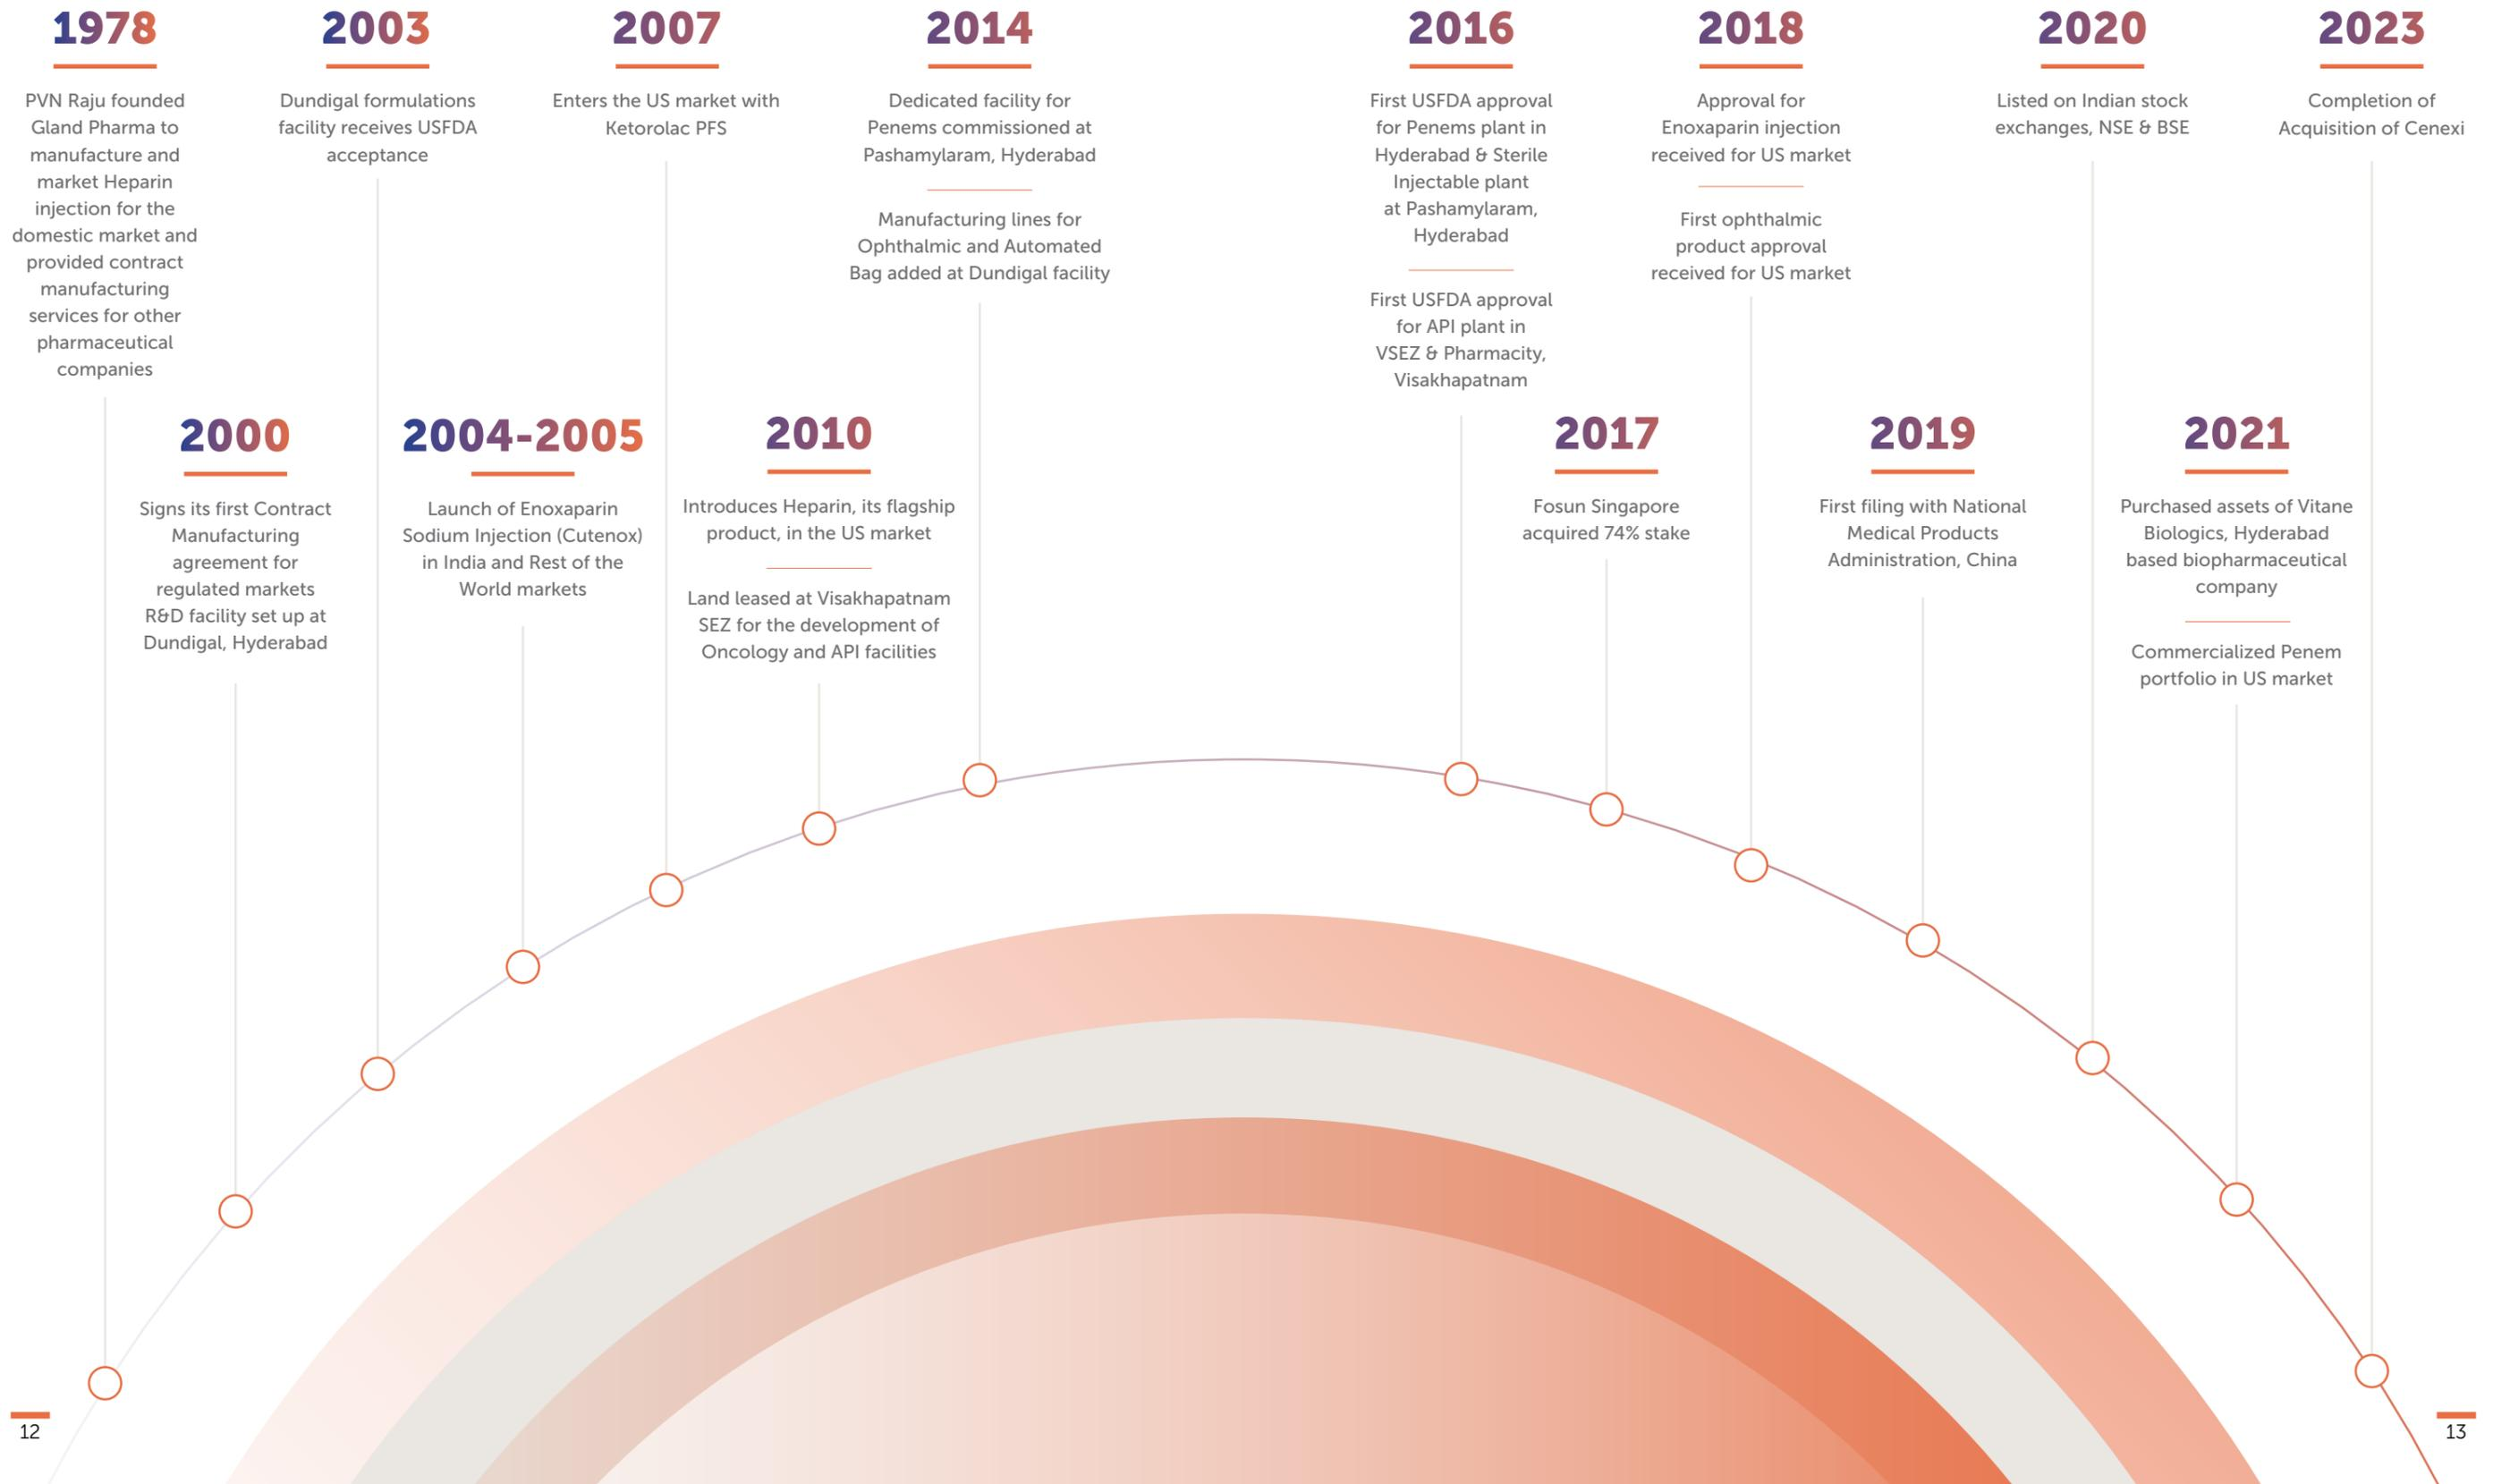 1978
PVN Raju founded
Gland Pharma to
manufacture and
market Heparin
injection for the
domestic market and
provided contract
manufacturing
services for other
pharmaceutical
companies
2000
Signs its first Contract
Manufacturing
agreement for
regulated markets
R&D facility set up at
Dundigal, Hyderabad
2003
Dundigal formulations
facility receives USFDA
acceptance
2004-2005
Launch of Enoxaparin
Sodium Injection (Cutenox)
in India and Rest of the
World markets
2007
Enters the US market with
Ketorolac PFS
2010
Introduces Heparin, its flagship
product, in the US market
Land leased at Visakhapatnam
SEZ for the development of
Oncology and API facilities
2014
Dedicated facility for
Penems commissioned at
Pashamylaram, Hyderabad
Manufacturing lines for
Ophthalmic and Automated
Bag added at Dundigal facility
2016
First USFDA approval
for Penems plant in
Hyderabad & Sterile
Injectable plant
at Pashamylaram,
Hyderabad
First USFDA approval
for API plant in
VSEZ & Pharmacity,
Visakhapatnam
2017
Fosun Singapore
acquired 74% stake
2018
Approval for
Enoxaparin injection
received for US market
First ophthalmic
product approval
received for US market
2019
First filing with National
Medical Products
Administration, China
2020
Listed on Indian stock
exchanges, NSE & BSE
2021
Purchased assets of Vitane
Biologics, Hyderabad
based biopharmaceutical
company
Commercialized Penem
portfolio in US market
2023
Completion of
Acquisition of Cenexi
12
13